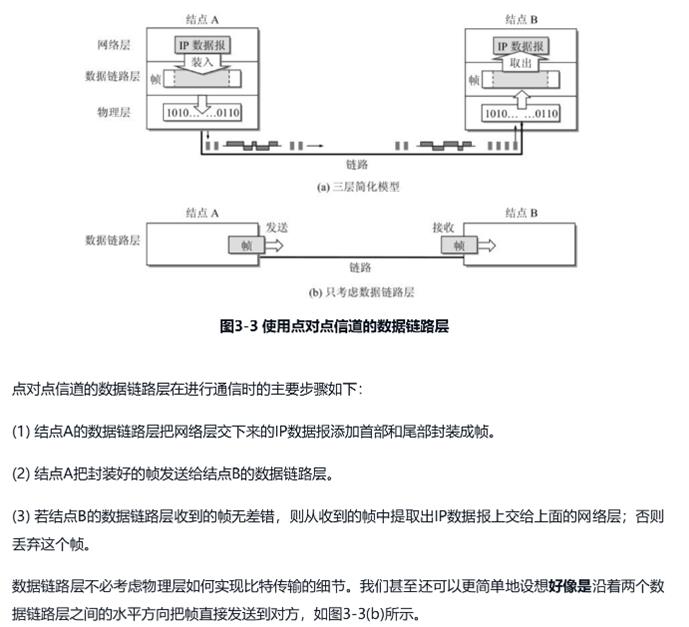 结点 A
结点 B
网络层
IP 数据报
IP 数据报
装入
取出
数据链路层
帧
帧
物理层
1010… …0110
1010… …0110
链路
(a) 三层简化模型
结点 A
结点 B
发送
接收
数据链路层
帧
帧
链路
(b) 只考虑数据链路层
图3-3 使用点对点信道的数据链路层
点对点信道的数据链路层在进行通信时的主要步骤如下：
(1) 结点A的数据链路层把网络层交下来的IP数据报添加首部和尾部封装成帧。
(2) 结点A把封装好的帧发送给结点B的数据链路层。
(3) 若结点B的数据链路层收到的帧无差错，则从收到的帧中提取出IP数据报上交给上面的网络层；否则
丢弃这个帧。
数据链路层不必考虑物理层如何实现比特传输的细节。我们甚至还可以更简单地设想好像是沿着两个数
据链路层之间的水平方向把帧直接发送到对方，如图3-3(b)所示。